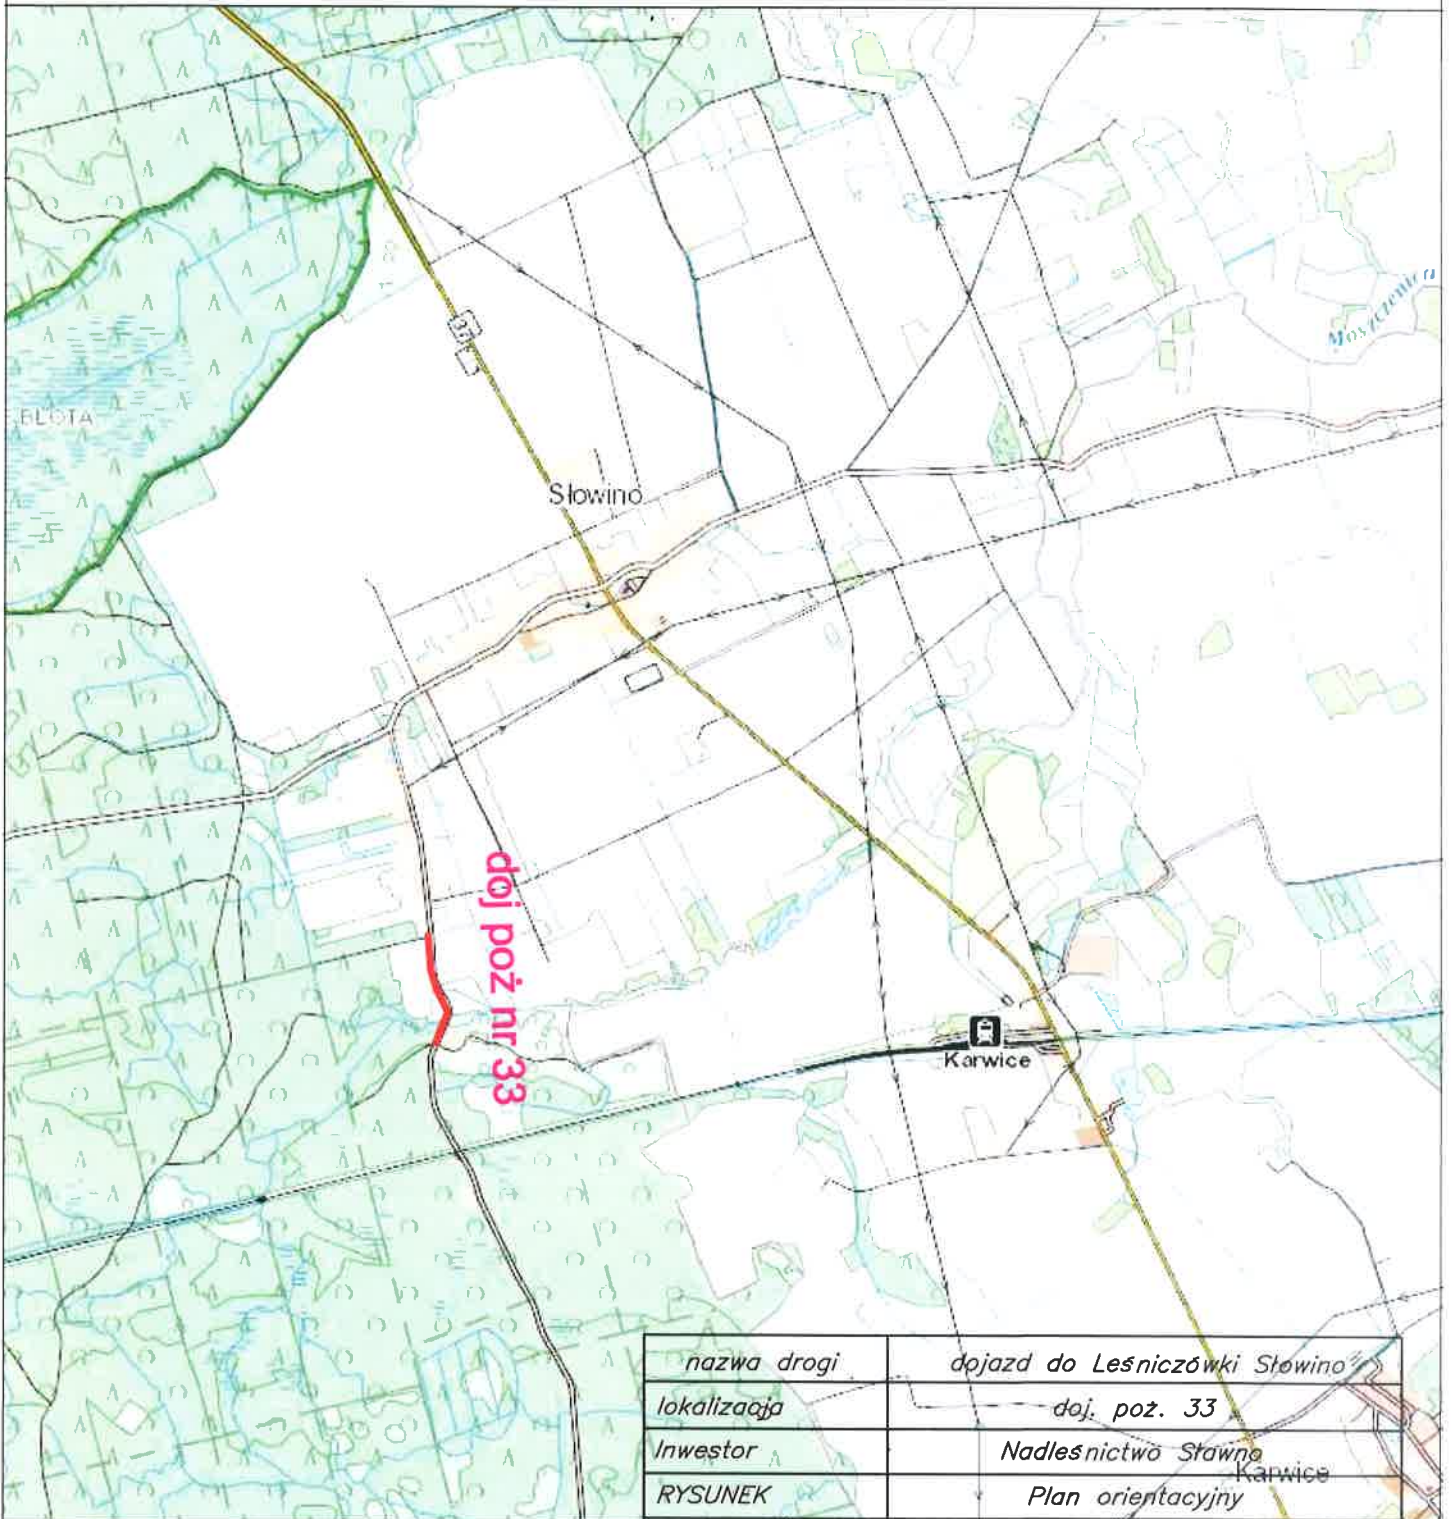 37
Moszczenica
BŁOTA
Słowino
doj poż nr 33
Karwice
nazwa drogi dojazd do Leśniczówki Słowino
lokalizacja doj. poż. 33
Inwestor Nadleśnictwo Sławno
Karwice
RYSUNEK Plan orientacyjny